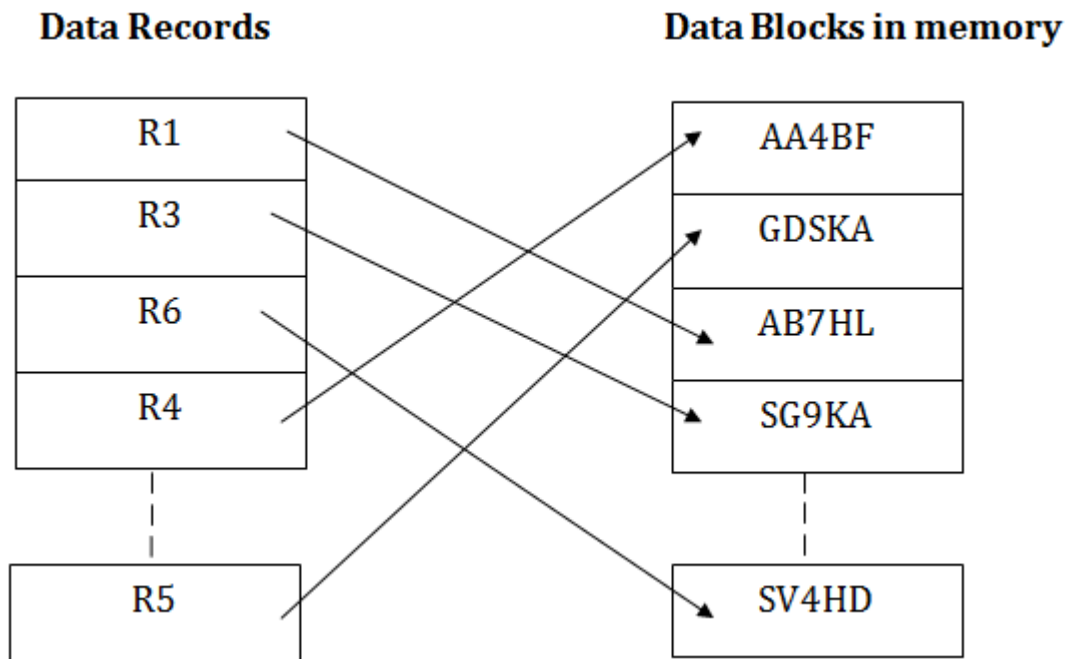 Data Records
Data Blocks in memory
R1
R3
R6
R4
R5
AA4BF
GDSKA
AB7HL
SG9KA
SV4HD